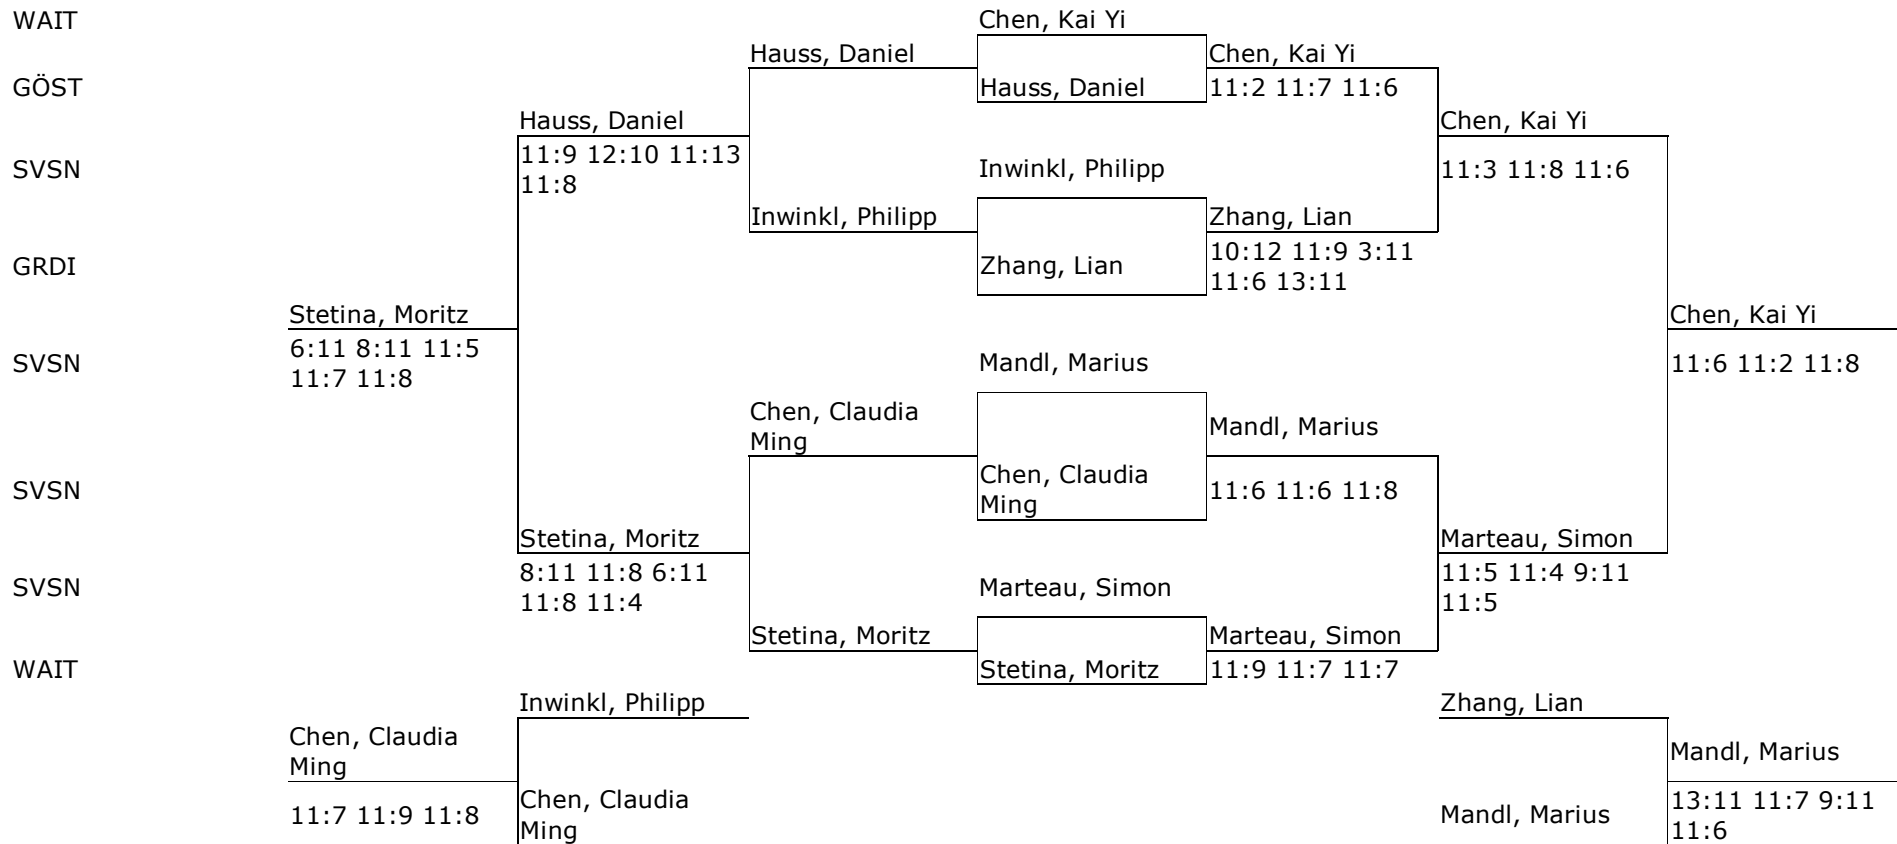 WAIT
Chen, Kai Yi
Hauss, Daniel
Chen, Kai Yi
GÖST
Hauss, Daniel
11:2 11:7 11:6
Hauss, Daniel
Chen, Kai Yi
SVSN
11:9 12:10 11:13
11:8
Inwinkl, Philipp
11:3 11:8 11:6
Inwinkl, Philipp
Zhang, Lian
GRDI
Zhang, Lian
10:12 11:9 3:11
11:6 13:11
Stetina, Moritz
Chen, Kai Yi
SVSN
6:11 8:11 11:5
11:7 11:8
Mandl, Marius
11:6 11:2 11:8
Chen, Claudia
Ming
Mandl, Marius
SVSN
Chen, Claudia
Ming
11:6 11:6 11:8
Stetina, Moritz
Marteau, Simon
SVSN
8:11 11:8 6:11
11:8 11:4
Marteau, Simon
11:5 11:4 9:11
11:5
Stetina, Moritz
Marteau, Simon
WAIT
Stetina, Moritz
11:9 11:7 11:7
Inwinkl, Philipp
Zhang, Lian
Chen, Claudia
Ming
Mandl, Marius
11:7 11:9 11:8
Chen, Claudia
Ming
Mandl, Marius
13:11 11:7 9:11
11:6